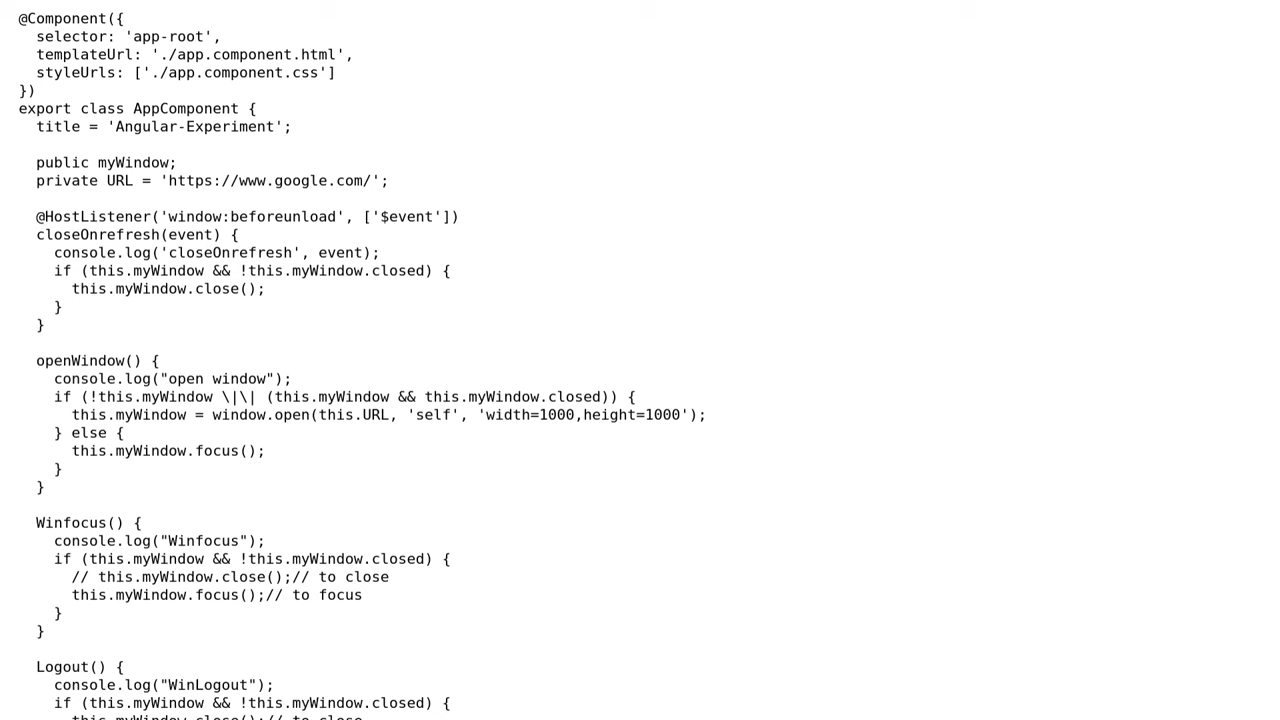 @Component({
  selector: 'app-root',
  templateUrl: './app.component.html',
  styleUrls: ['./app.component.css']
})
export class AppComponent {
  title = 'Angular-Experiment';

  public myWindow;
  private URL = 'https://www.google.com/';

  @HostListener('window:beforeunload', ['$event'])
  closeOnrefresh(event) {
    console.log('closeOnrefresh', event);
    if (this.myWindow && !this.myWindow.closed) {
      this.myWindow.close();
    }
  }

  openWindow() {
    console.log("open window");
    if (!this.myWindow \|\| (this.myWindow && this.myWindow.closed)) {
      this.myWindow = window.open(this.URL, 'self', 'width=1000,height=1000');
    } else {
      this.myWindow.focus();
    }
  }

  Winfocus() {
    console.log("Winfocus");
    if (this.myWindow && !this.myWindow.closed) {
      // this.myWindow.close();// to close
      this.myWindow.focus();// to focus
    }
  }

  Logout() {
    console.log("WinLogout");
    if (this.myWindow && !this.myWindow.closed) {
      this.myWindow.close();// to close